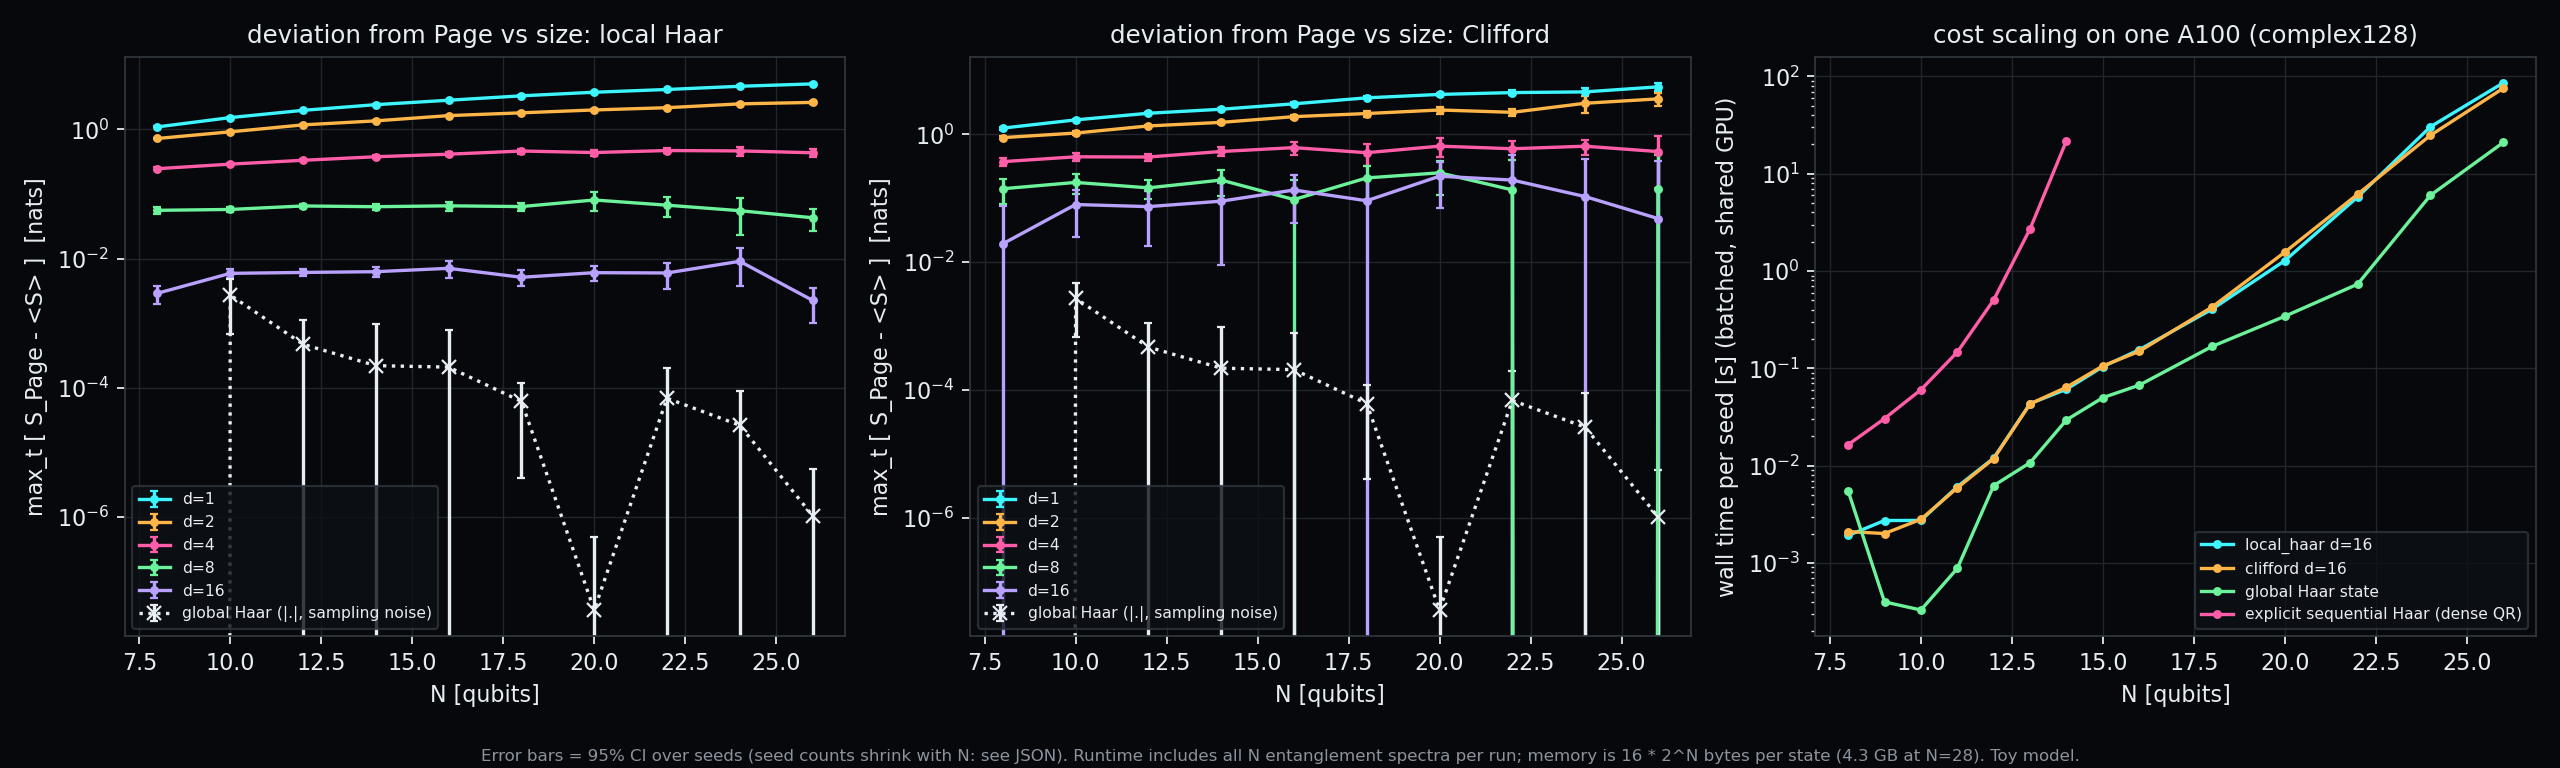 deviation from Page vs size: local Haar
max_t [ S_Page - <S> ] [nats]
10^0
10^-2
10^-4
10^-6
d=1
d=2
d=4
d=8
d=16
global Haar (|.|, sampling noise)
7.5 10.0 12.5 15.0 17.5 20.0 22.5 25.0
N [qubits]
deviation from Page vs size: Clifford
max_t [ S_Page - <S> ] [nats]
10^0
10^-2
10^-4
10^-6
d=1
d=2
d=4
d=8
d=16
global Haar (|.|, sampling noise)
7.5 10.0 12.5 15.0 17.5 20.0 22.5 25.0
N [qubits]
cost scaling on one A100 (complex128)
wall time per seed [s] (batched, shared GPU)
10^2
10^1
10^0
10^-1
10^-2
10^-3
local_haar d=16
clifford d=16
global Haar state
explicit sequential Haar (dense QR)
7.5 10.0 12.5 15.0 17.5 20.0 22.5 25.0
N [qubits]
Error bars = 95% CI over seeds (seed counts shrink with N: see JSON). Runtime includes all N entanglement spectra per run; memory is 16 * 2^N bytes per state (4.3 GB at N=28). Toy model.